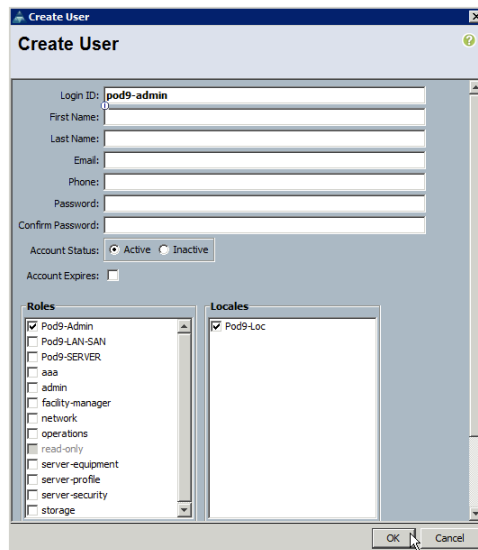 Create User
Create User
Login ID: pod9-admin
First Name:
Last Name:
Email:
Phone:
Password:
Confirm Password:
Account Status: Active Inactive
Account Expires:
Roles
Pod9-Admin
Pod9-LAN-SAN
Pod9-SERVER
aaa
admin
facility-manager
network
operations
read-only
server-equipment
server-profile
server-security
storage
Locales
Pod9-Loc
OK Cancel